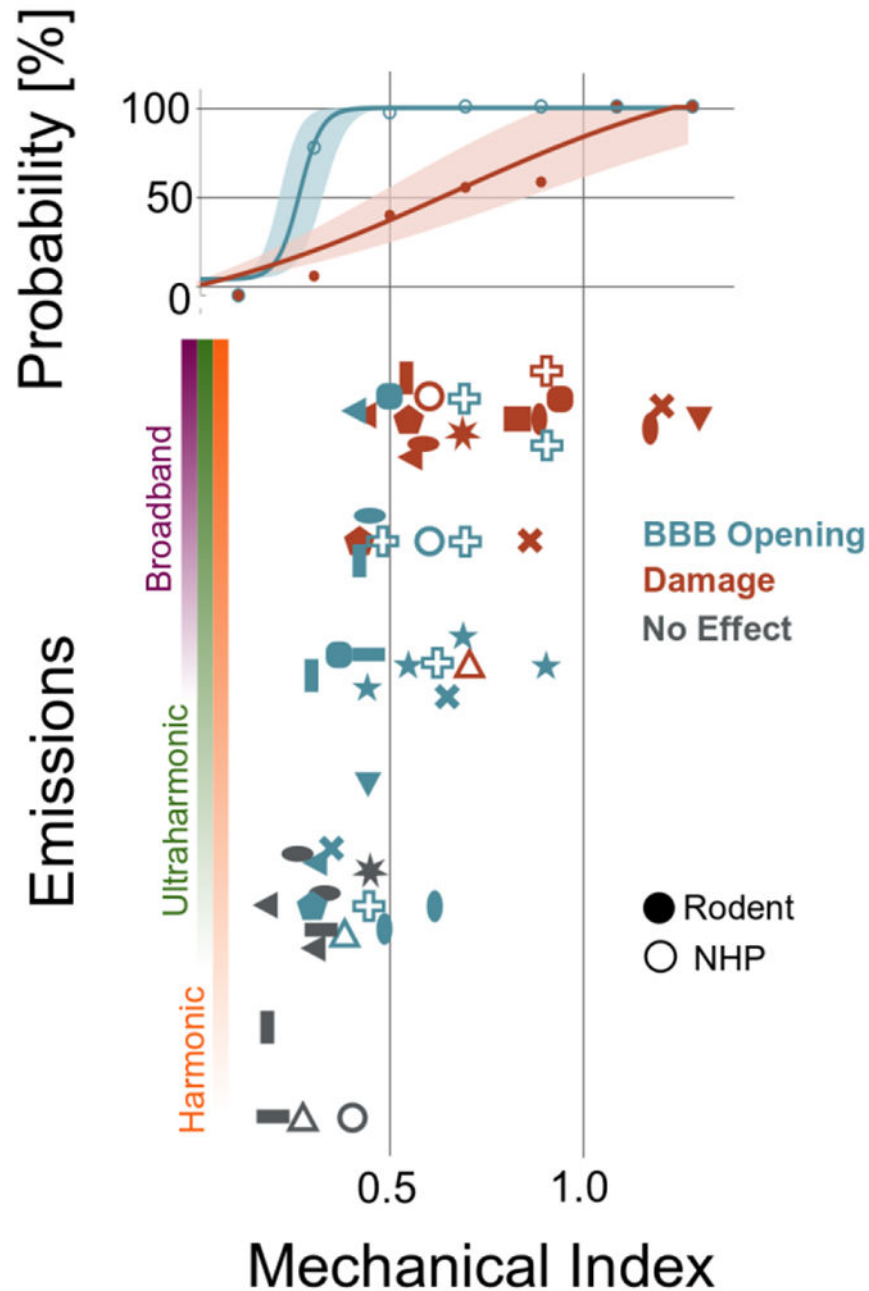 Probability [%]
100
50
0
Broadband
BBB Opening
Damage
No Effect
Emissions
Ultraharmonic
Rodent
NHP
Harmonic
0.5
1.0
Mechanical Index